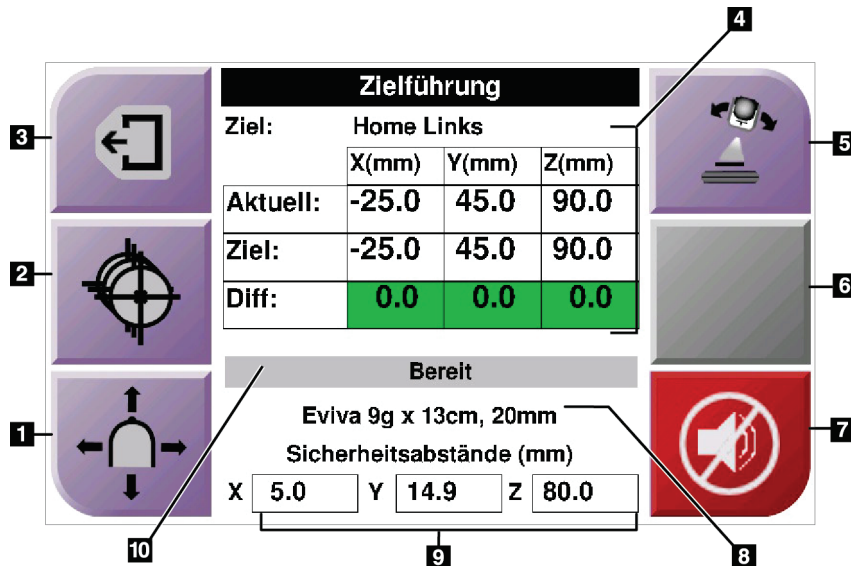 4
Zielführung
3
Ziel: Home Links
5
X(mm) Y(mm) Z(mm)
Aktuell: -25.0 45.0 90.0
2
Ziel: -25.0 45.0 90.0
6
Diff: 0.0 0.0 0.0
Bereit
1
Eviva 9g x 13cm, 20mm
7
Sicherheitsabstände (mm)
X 5.0 Y 14.9 Z 80.0
10
9
8